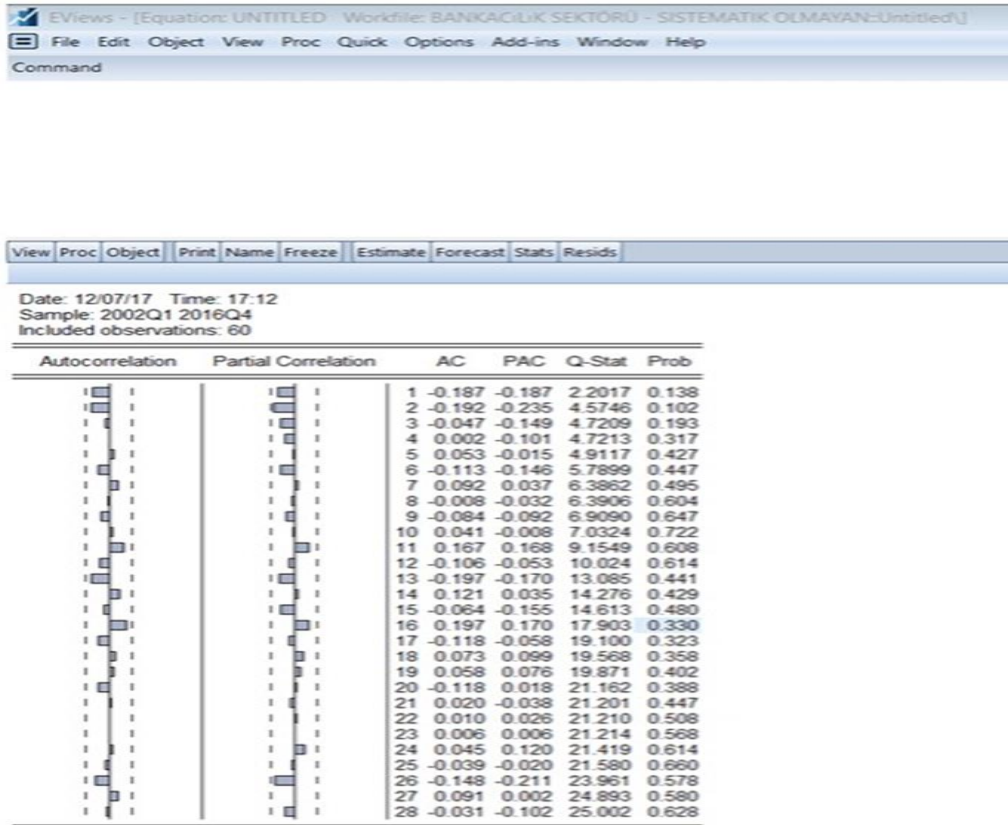 EViews - [Equation: UNTITLED Workfile: BANKACıLıK SEKTÖRÜ - SISTEMATIK OLMAYAN::Untitled\]
File Edit Object View Proc Quick Options Add-ins Window Help
Command
View Proc Object Print Name Freeze Estimate Forecast Stats Resids
Date: 12/07/17 Time: 17:12
Sample: 2002Q1 2016Q4
Included observations: 60
Autocorrelation Partial Correlation AC PAC Q-Stat Prob
1 -0.187 -0.187 2.2017 0.138
2 -0.192 -0.235 4.5746 0.102
3 -0.047 -0.149 4.7209 0.193
4 0.002 -0.101 4.7213 0.317
5 0.053 -0.015 4.9117 0.427
6 -0.113 -0.146 5.7899 0.447
7 0.092 0.037 6.3862 0.495
8 -0.008 -0.032 6.3906 0.604
9 -0.084 -0.092 6.9090 0.647
10 0.041 -0.008 7.0324 0.722
11 0.167 0.168 9.1549 0.608
12 -0.106 -0.053 10.024 0.614
13 -0.197 -0.170 13.085 0.441
14 0.121 0.035 14.276 0.429
15 -0.064 -0.155 14.613 0.480
16 0.197 0.170 17.903 0.330
17 -0.118 -0.058 19.100 0.323
18 0.073 0.099 19.568 0.358
19 0.058 0.076 19.871 0.402
20 -0.118 0.018 21.162 0.388
21 0.020 -0.038 21.201 0.447
22 0.010 0.026 21.210 0.508
23 0.006 0.006 21.214 0.568
24 0.045 0.120 21.419 0.614
25 -0.039 -0.020 21.580 0.660
26 -0.148 -0.211 23.961 0.578
27 0.091 0.002 24.893 0.580
28 -0.031 -0.102 25.002 0.628